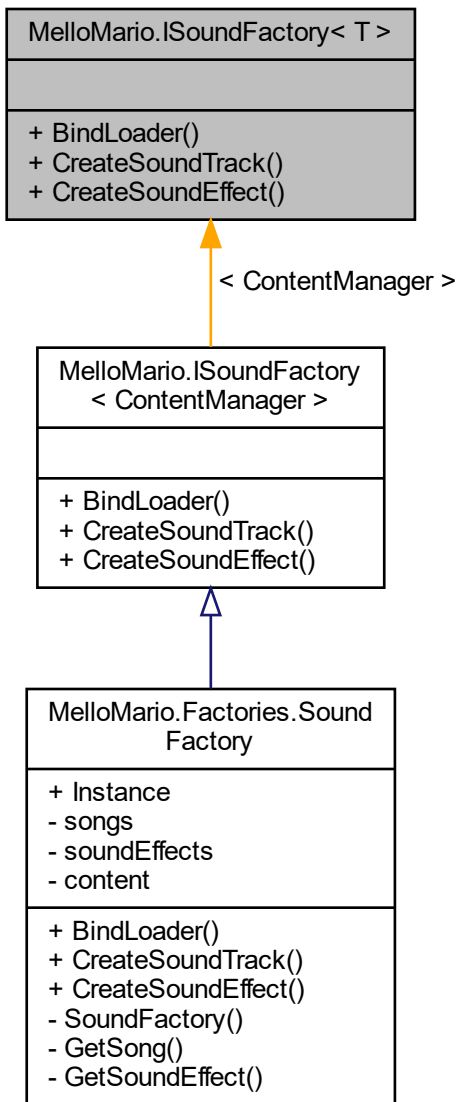 MelloMario.ISoundFactory< T >
+ BindLoader()
+ CreateSoundTrack()
+ CreateSoundEffect()
< ContentManager >
MelloMario.ISoundFactory
< ContentManager >
+ BindLoader()
+ CreateSoundTrack()
+ CreateSoundEffect()
MelloMario.Factories.Sound
Factory
+ Instance
- songs
- soundEffects
- content
+ BindLoader()
+ CreateSoundTrack()
+ CreateSoundEffect()
- SoundFactory()
- GetSong()
- GetSoundEffect()